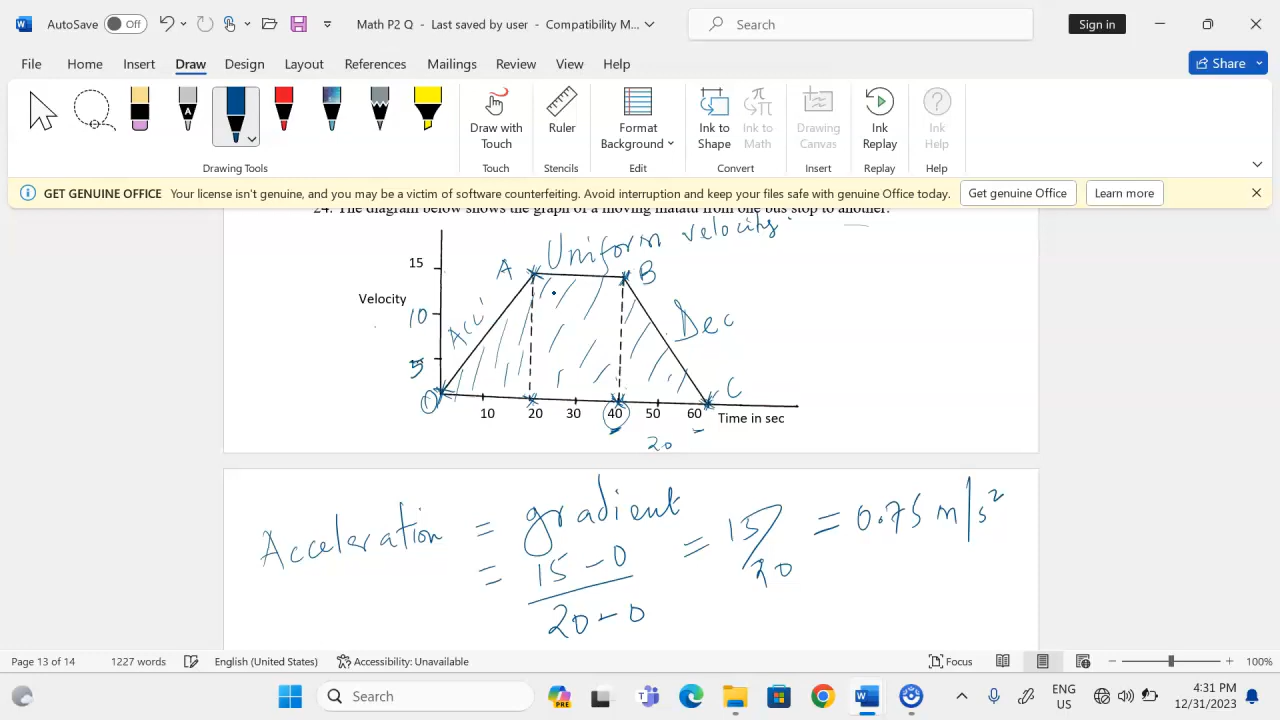 AutoSave Off Math P2 Q - Last saved by user - Compatibility M... Search Sign in
File Home Insert Draw Design Layout References Mailings Review View Help Share
Draw with Touch Ruler Format Background Ink to Shape Ink to Math Drawing Canvas Ink Replay Ink Help
Drawing Tools Touch Stencils Edit Convert Insert Replay Help
GET GENUINE OFFICE Your license isn't genuine, and you may be a victim of software counterfeiting. Avoid interruption and keep your files safe with genuine Office today. Get genuine Office Learn more
24. The diagram below shows the graph of a moving matatu from one bus stop to another.
Uniform velocity.
15 A B
Velocity
10 Acc Dec
5
O C
10 20 30 40 50 60 Time in sec
20
Acceleration = gradient = 15/20 = 0.75 m/s²
= 15 - 0
20 - 0
Page 13 of 14 1227 words English (United States) Accessibility: Unavailable Focus 100%
Search PRE ENG US 4:31 PM 12/31/2023